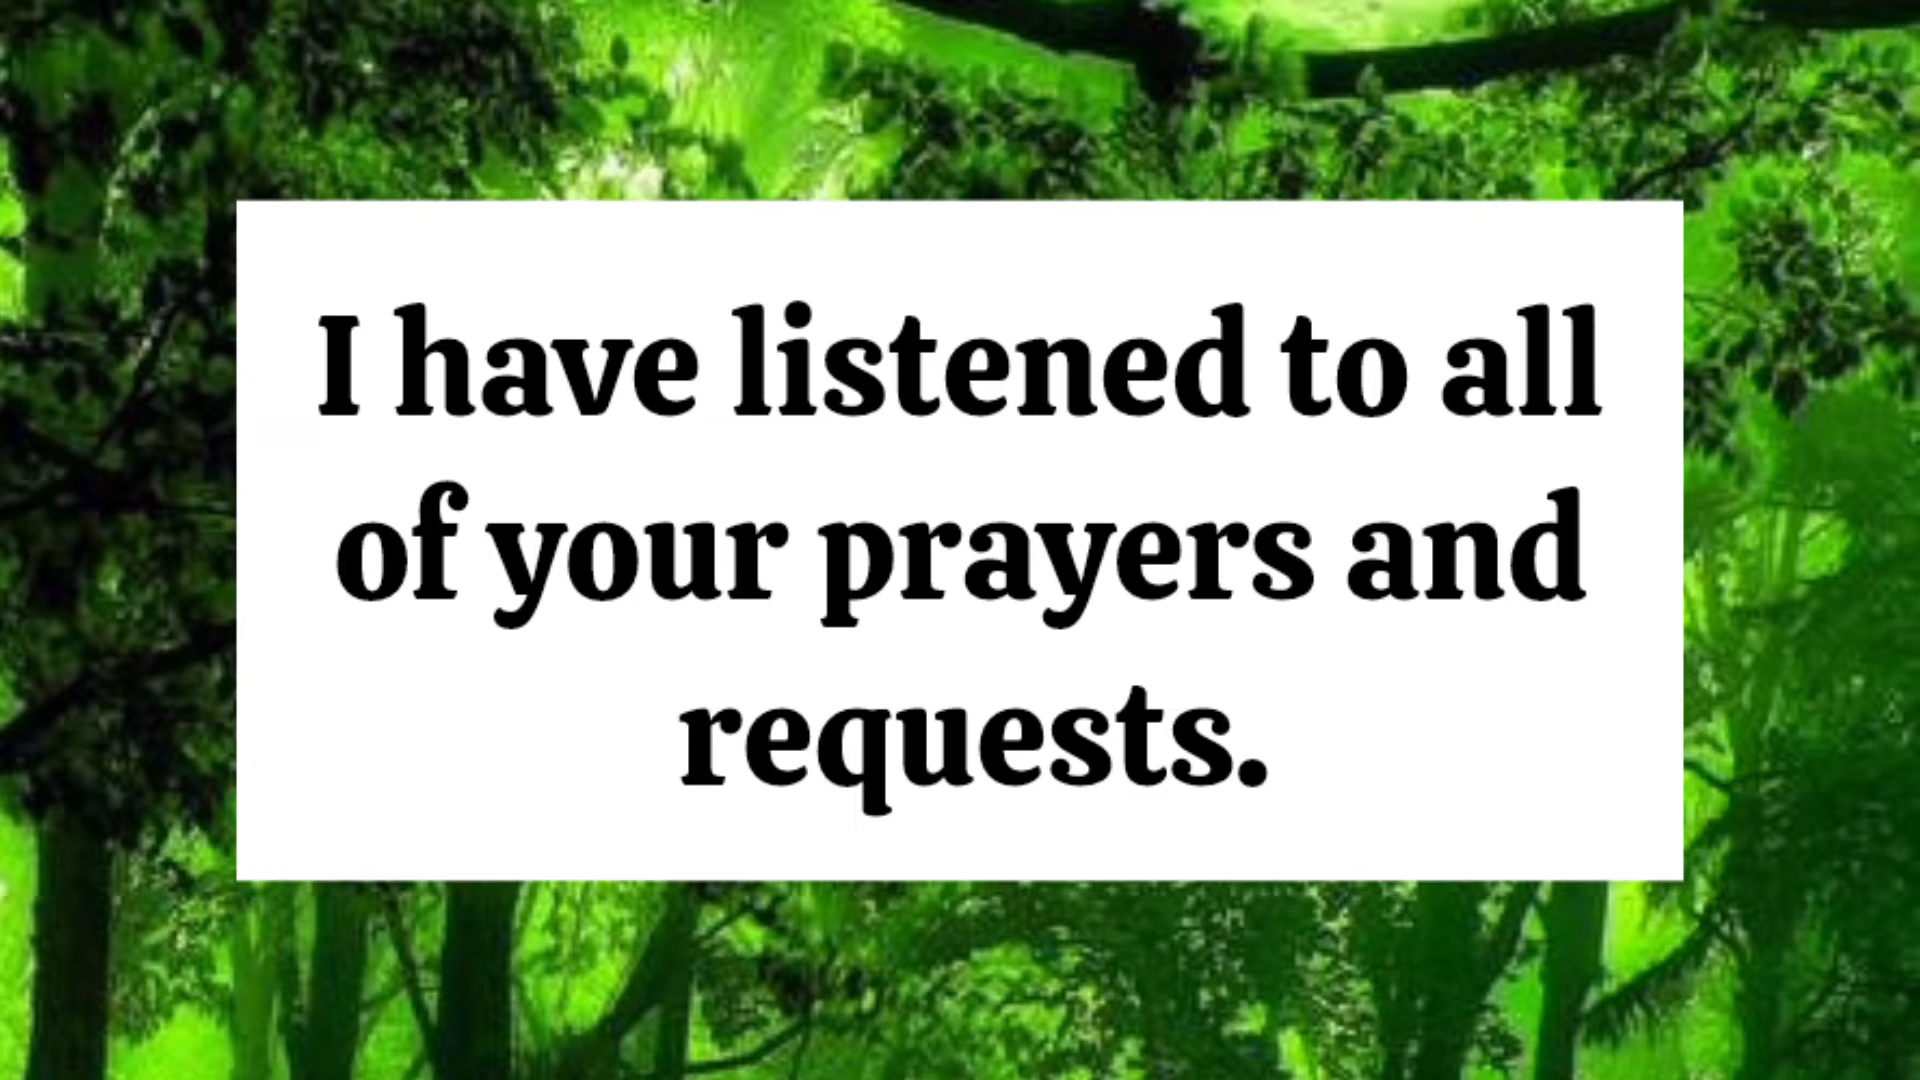 I have listened to all
of your prayers and
requests.